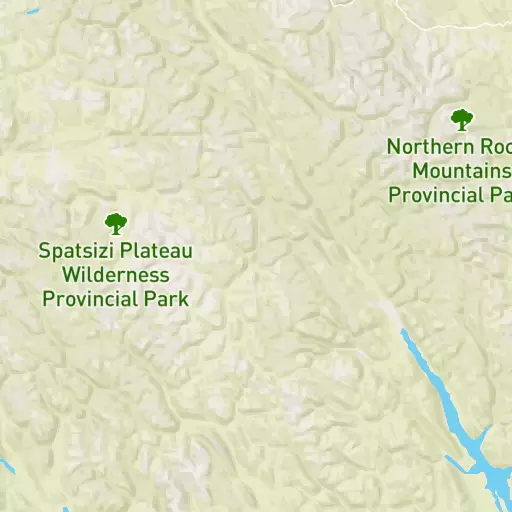 Northern Roc
Mountains
Provincial Pa
Spatsizi Plateau
Wilderness
Provincial Park